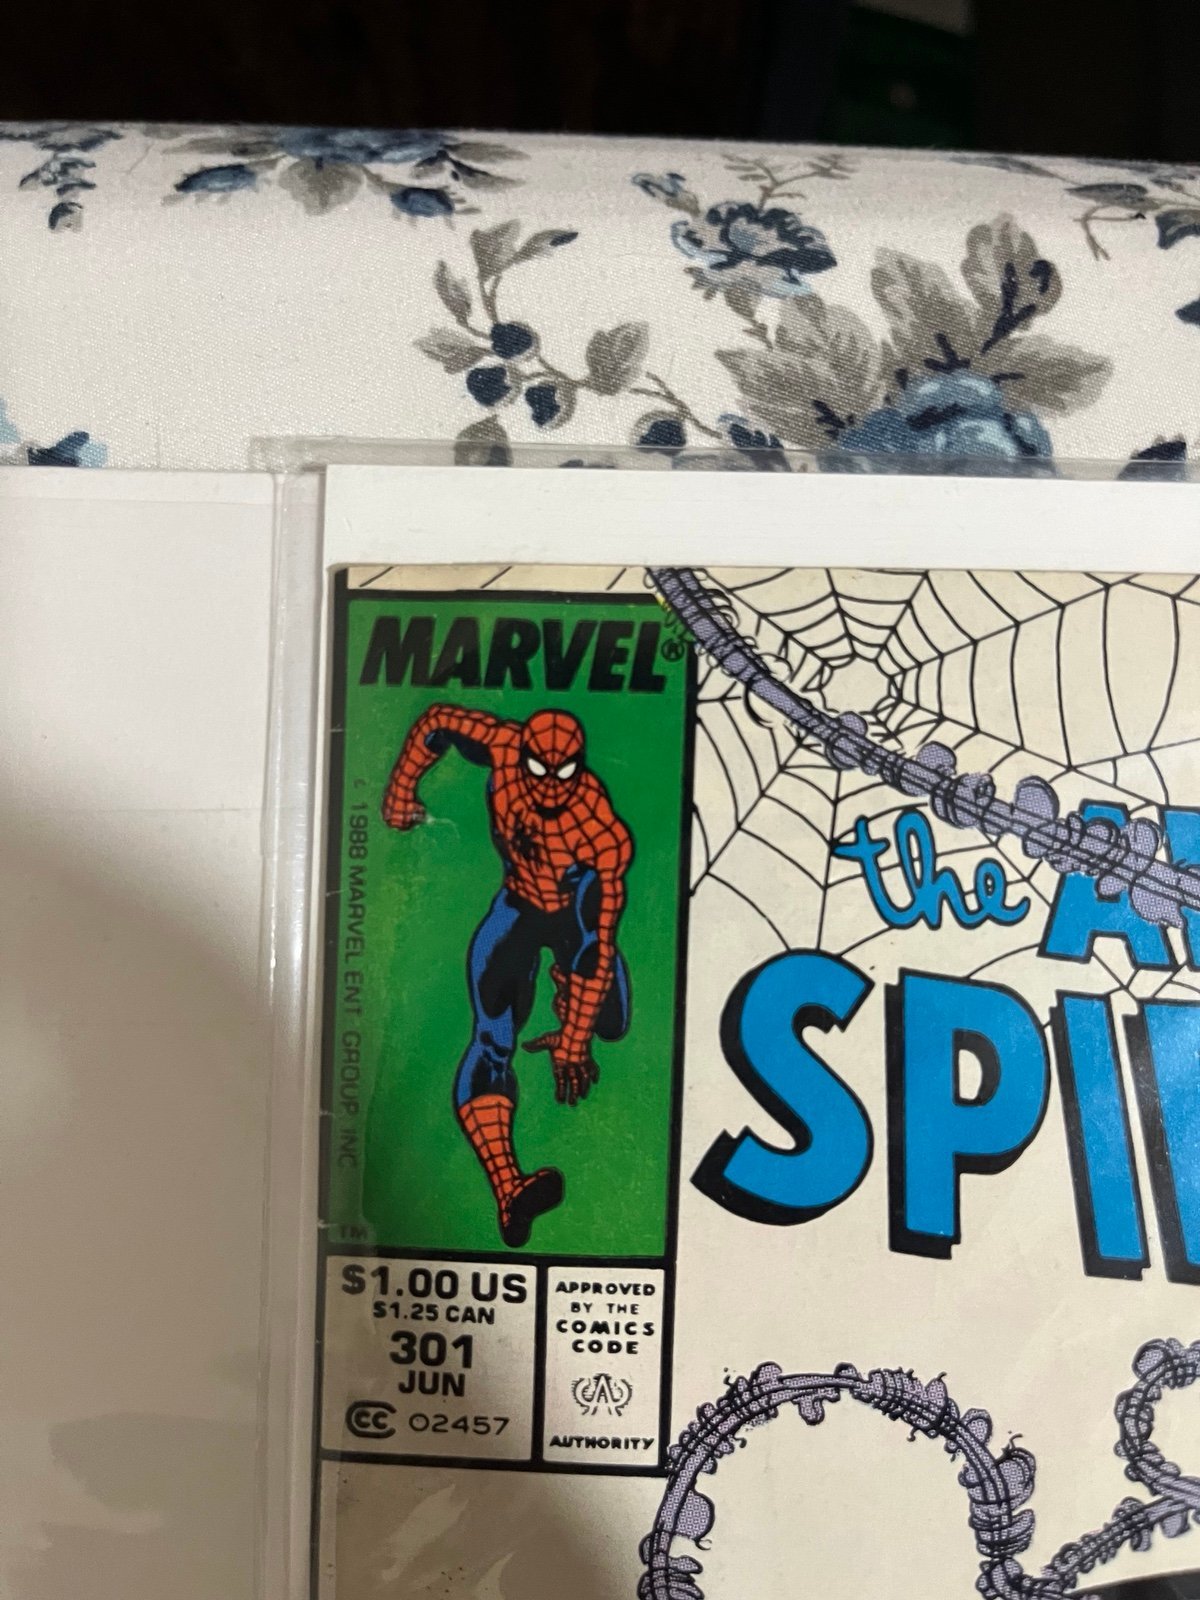 MARVEL®
© 1988 MARVEL ENT. GROUP, INC.
TM
the
SPI
$1.00 US
$1.25 CAN
301
JUN
CC 02457
APPROVED
BY THE
COMICS
CODE
A
AUTHORITY